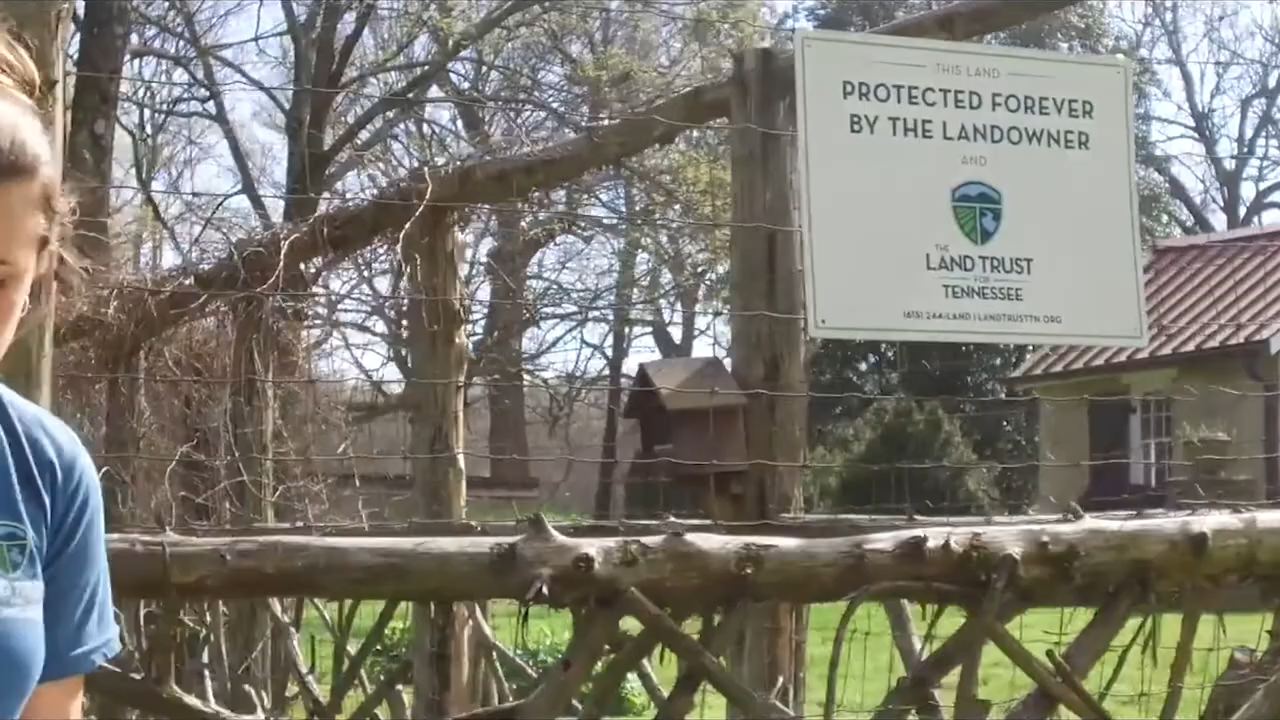 THIS LAND
PROTECTED FOREVER
BY THE LANDOWNER
AND
THE
LAND TRUST
FOR
TENNESSEE
(615) 244-LAND | LANDTRUSTTN.ORG